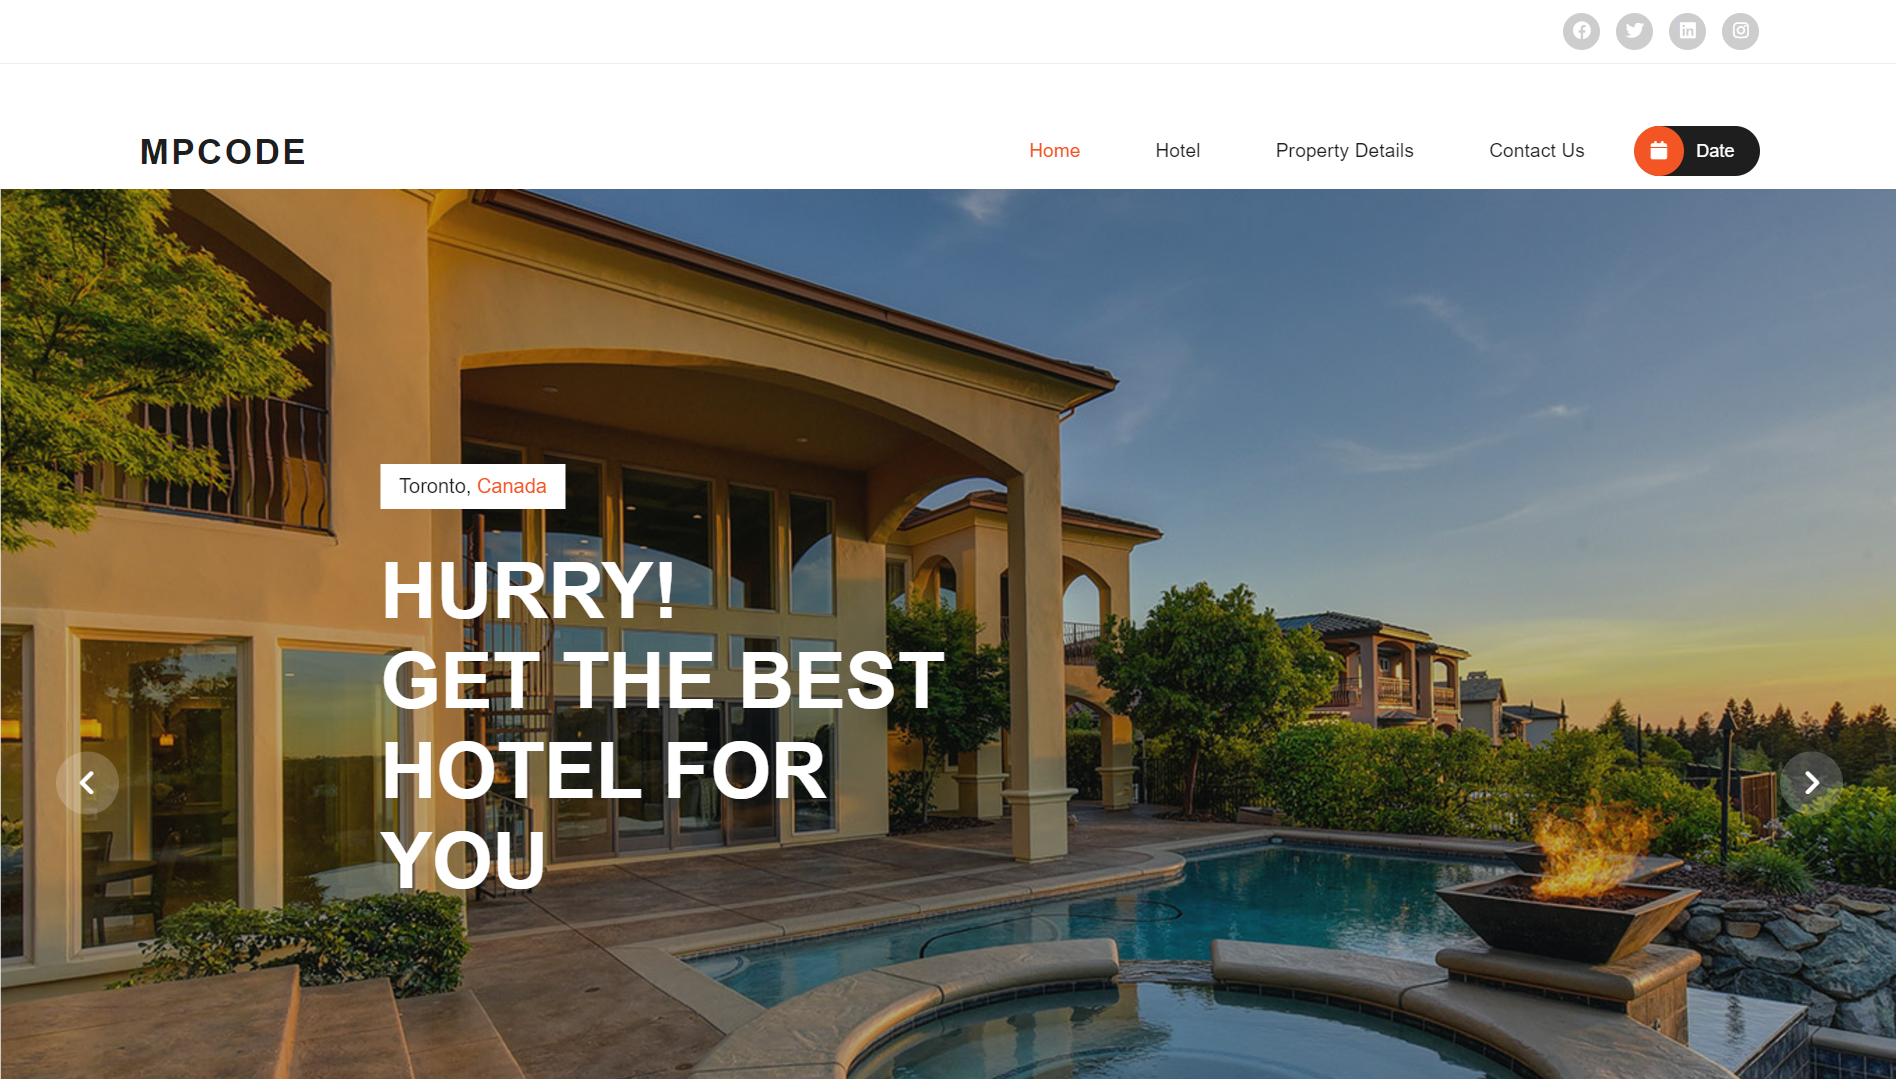 MPCODE
Home
Hotel
Property Details
Contact Us
Date
Toronto, Canada
HURRY!
GET THE BEST
HOTEL FOR
YOU